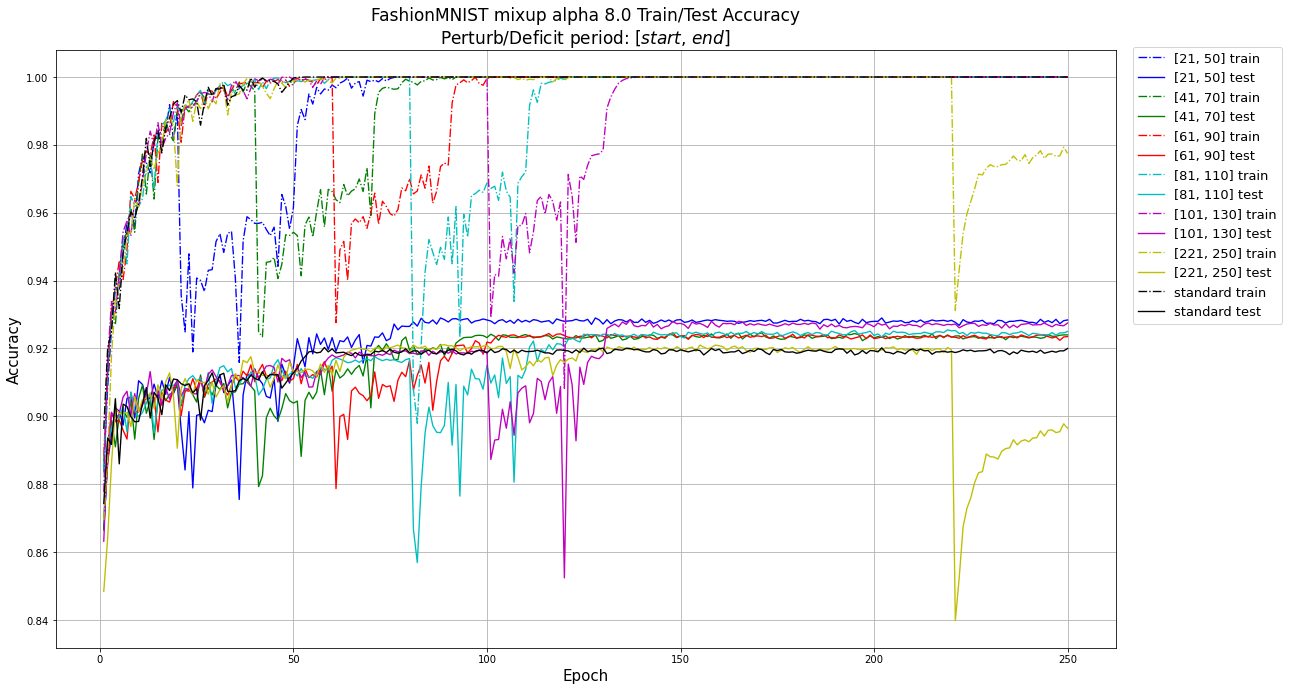 FashionMNIST mixup alpha 8.0 Train/Test Accuracy
Perturb/Deficit period: [start, end]
1.00
0.98
0.96
0.94
0.92
0.90
0.88
0.86
0.84
Accuracy
0
50
100
150
200
250
Epoch
[21, 50] train
[21, 50] test
[41, 70] train
[41, 70] test
[61, 90] train
[61, 90] test
[81, 110] train
[81, 110] test
[101, 130] train
[101, 130] test
[221, 250] train
[221, 250] test
standard train
standard test